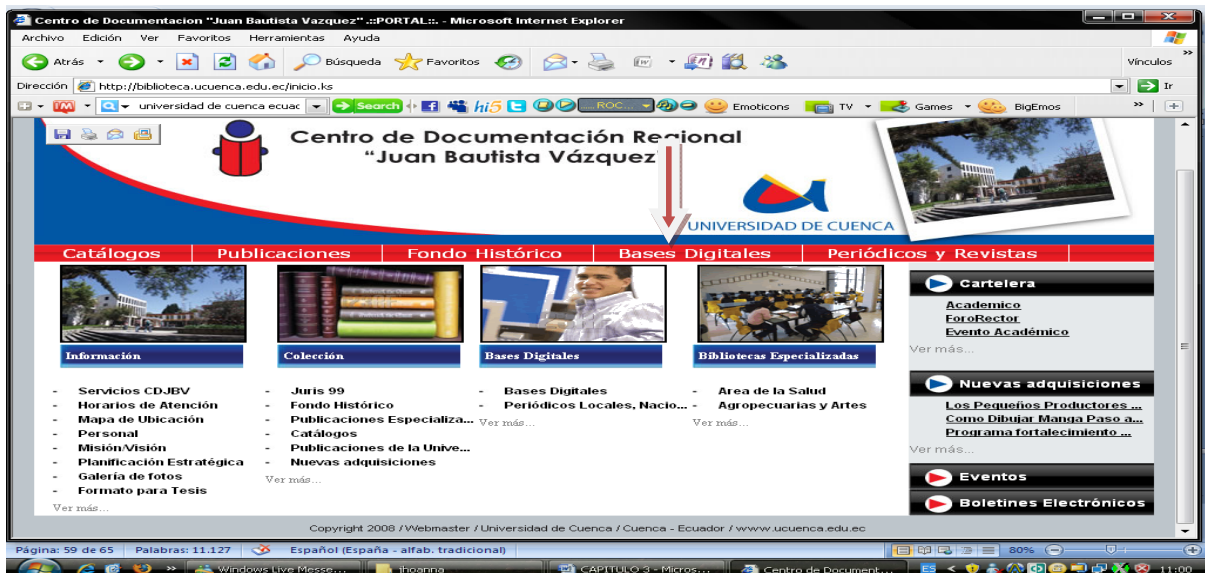 Centro de Documentacion "Juan Bautista Vazquez" .::PORTAL::. - Microsoft Internet Explorer
Archivo Edición Ver Favoritos Herramientas Ayuda
Atrás Búsqueda Favoritos Vínculos
Dirección http://biblioteca.ucuenca.edu.ec/inicio.ks Ir
universidad de cuenca ecuac Search hi5 ROC... Emoticons TV Games BigEmos
Centro de Documentación Regional
"Juan Bautista Vázquez"
UNIVERSIDAD DE CUENCA
Catálogos Publicaciones Fondo Histórico Bases Digitales Periódicos y Revistas
Información
- Servicios CDJBV
- Horarios de Atención
- Mapa de Ubicación
- Personal
- Misión/Visión
- Planificación Estratégica
- Galería de fotos
- Formato para Tesis
Ver más...
Colección
- Juris 99
- Fondo Histórico
- Publicaciones Especializa...
- Catálogos
- Publicaciones de la Unive...
- Nuevas adquisiciones
Ver más...
Bases Digitales
- Bases Digitales
- Periódicos Locales, Nacio...
Ver más...
Bibliotecas Especializadas
- Area de la Salud
- Agropecuarias y Artes
Ver más...
Cartelera
Academico
ForoRector
Evento Académico
Ver más...
Nuevas adquisiciones
Los Pequeños Productores ...
Como Dibujar Manga Paso a...
Programa fortalecimiento ...
Ver más...
Eventos
Boletines Electrónicos
Copyright 2008 / Webmaster / Universidad de Cuenca / Cuenca - Ecuador / www.ucuenca.edu.ec
Página: 59 de 65 Palabras: 11.127 Español (España - alfab. tradicional) 80%
Windows Live Messe... jhoanna CAPITULO 3 - Micros... Centro de Document... ES 11:00